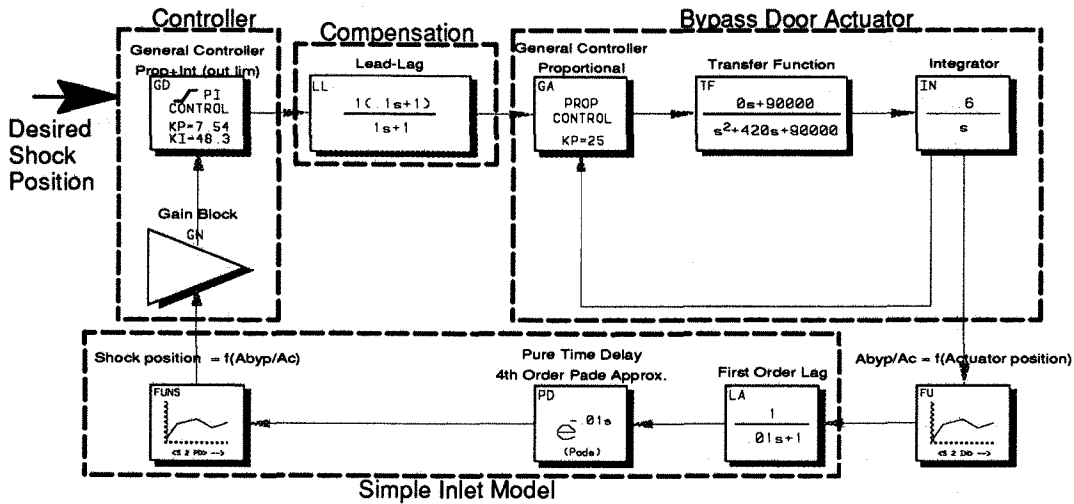 Controller
Compensation
Bypass Door Actuator
General Controller
Prop+Int (out lim)
GD
PI
CONTROL
KP=7.54
KI=48.3
Lead-Lag
LL
1(.1s+1)
1s+1
General Controller
Proportional
GA
PROP
CONTROL
KP=25
Transfer Function
TF
0s+90000
s²+420s+90000
Integrator
IN
.6
s
Desired
Shock
Position
Gain Block
GN
Shock position = f(Abyp/Ac)
FUNS
Pure Time Delay
4th Order Pade Approx.
PD
e-.01s
(Pade)
First Order Lag
LA
1
.01s+1
Abyp/Ac = f(Actuator position)
FU
Simple Inlet Model